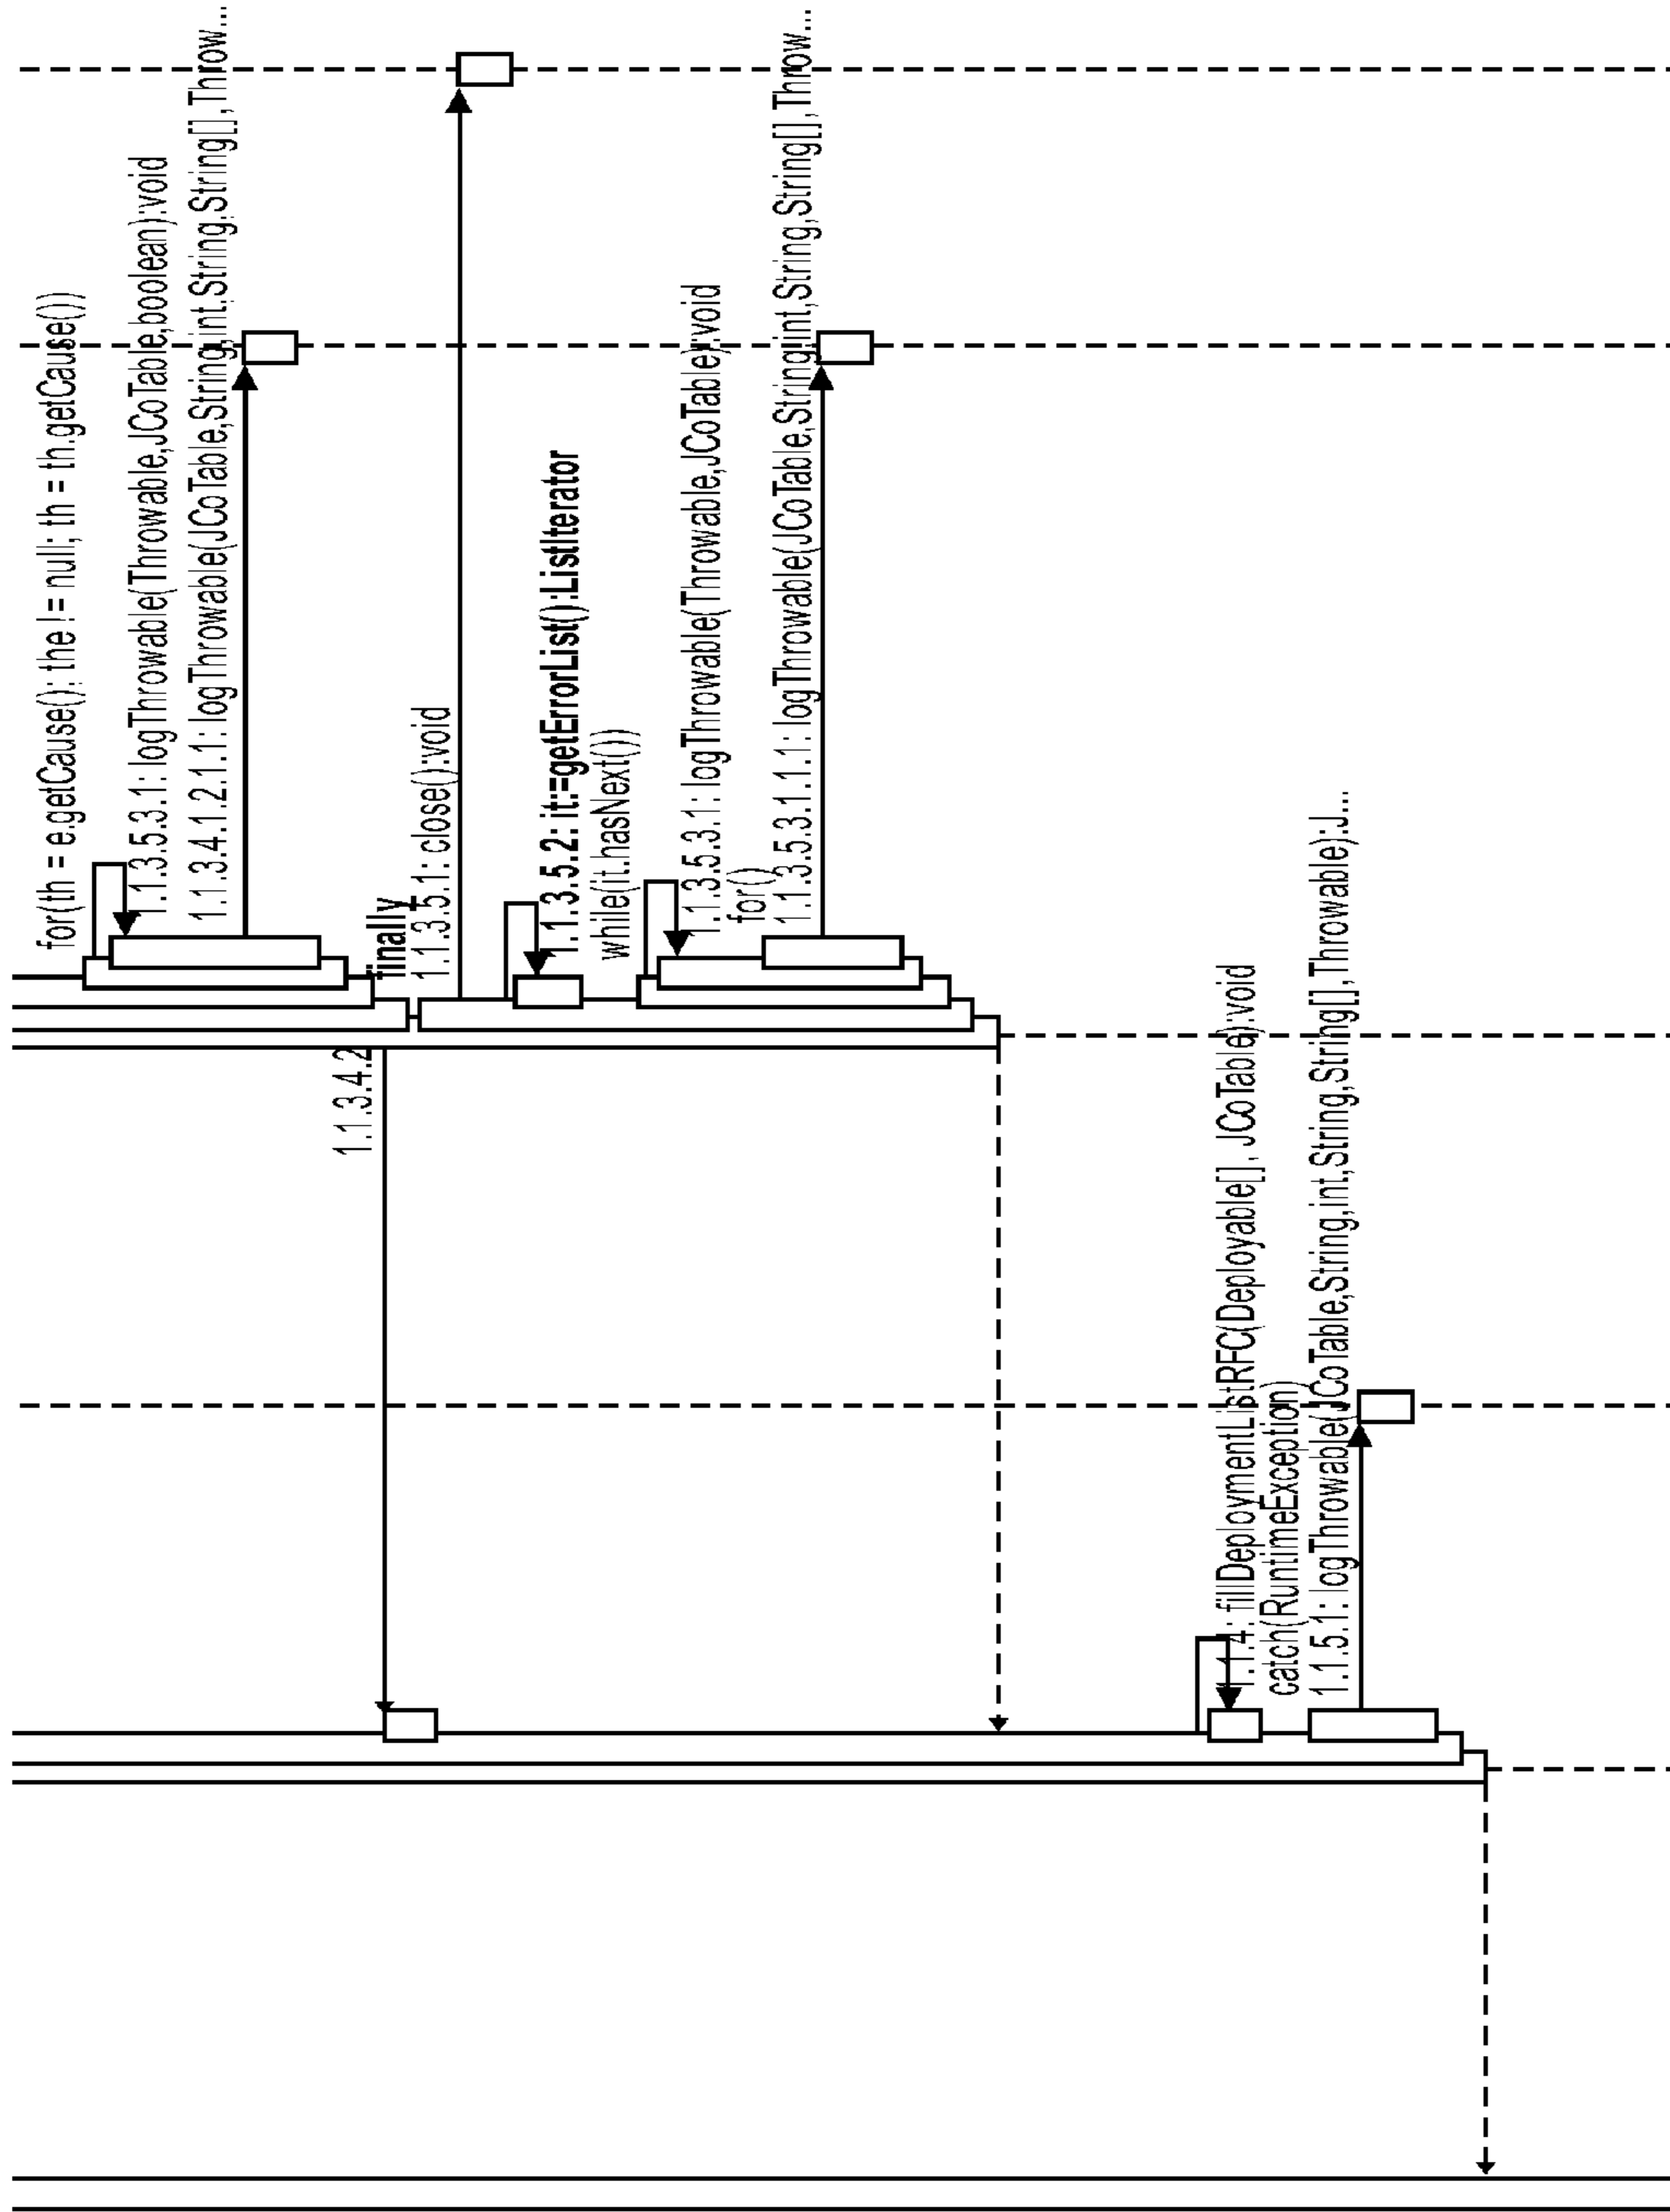 for(th = e.getCause(); the != null; th = th.getCause())
1.1.3.5.3.1: logThrowable(Throwable,JCoTable,boolean):void
1.1.3.4.1.2.1.1: logThrowable(JCoTable,String,int,String,String[],Throw...
finally
1.1.3.5.1: close():void
1.1.3.5.2: it:=getErrorList():ListIterator
while(it.hasNext())
1.1.3.5.3.1: logThrowable(Throwable,JCoTable):void
for()
1.1.3.5.3.1.1.1: logThrowable(JCoTable,String,int,String,String[],Throw...
1.1.3.4.2
1.1.4: fillDeploymentListRFC(Deployable[], JCoTable):void
catch(RuntimeException)
1.1.5.1: logThrowable(JCoTable,String,int,String,String[],Throwable):J...